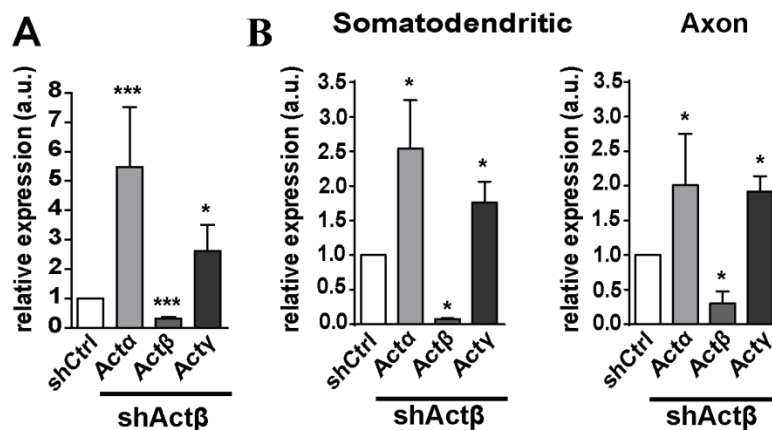 A
relative expression (a.u.)
8
7
6
5
4
3
2
1
0
***
***
*
shCtrl
Actα
Actβ
Actγ
shActβ
B
Somatodendritic
relative expression (a.u.)
3.5
3.0
2.5
2.0
1.5
1.0
0.5
0.0
*
*
*
shCtrl
Actα
Actβ
Actγ
shActβ
Axon
relative expression (a.u.)
3.5
3.0
2.5
2.0
1.5
1.0
0.5
0.0
*
*
*
shCtrl
Actα
Actβ
Actγ
shActβ